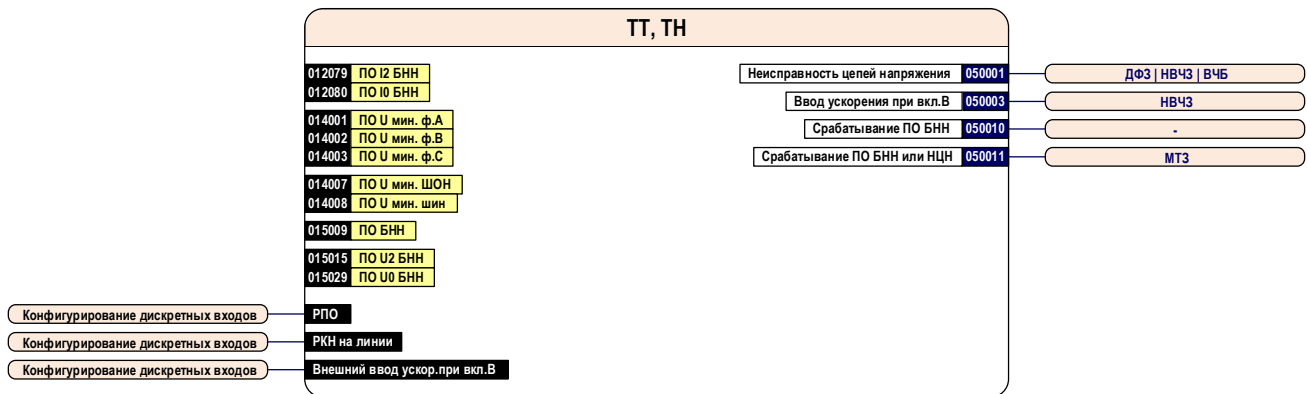 ТТ, ТН
012079 ПО I2 БНН
012080 ПО I0 БНН
014001 ПО U мин. ф.А
014002 ПО U мин. ф.В
014003 ПО U мин. ф.С
014007 ПО U мин. ШОН
014008 ПО U мин. шин
015009 ПО БНН
015015 ПО U2 БНН
015029 ПО U0 БНН
Конфигурирование дискретных входов РПО
Конфигурирование дискретных входов РКН на линии
Конфигурирование дискретных входов Внешний ввод ускор.при вкл.В
Неисправность цепей напряжения 050001 ДФЗ | НВЧЗ | ВЧБ
Ввод ускорения при вкл.В 050003 НВЧЗ
Срабатывание ПО БНН 050010 -
Срабатывание ПО БНН или НЦН 050011 МТЗ